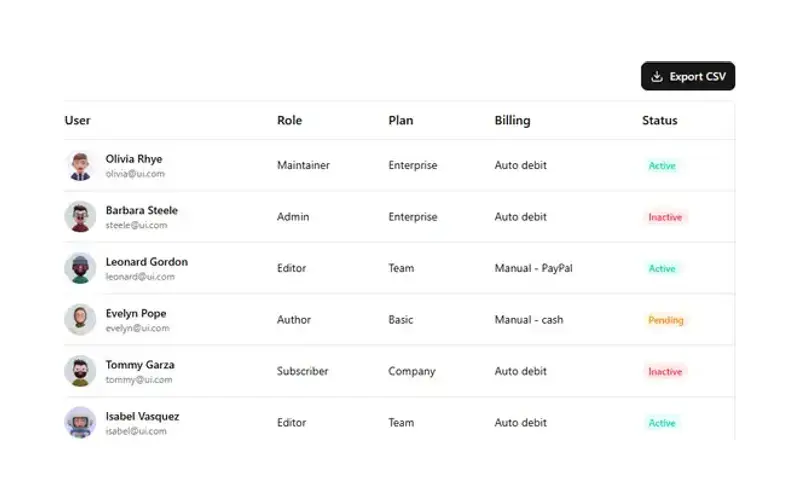 Export CSV
User Role Plan Billing Status
Olivia Rhye
olivia@ui.com
Maintainer Enterprise Auto debit Active
Barbara Steele
steele@ui.com
Admin Enterprise Auto debit Inactive
Leonard Gordon
leonard@ui.com
Editor Team Manual - PayPal Active
Evelyn Pope
evelyn@ui.com
Author Basic Manual - cash Pending
Tommy Garza
tommy@ui.com
Subscriber Company Auto debit Inactive
Isabel Vasquez
isabel@ui.com
Editor Team Auto debit Active